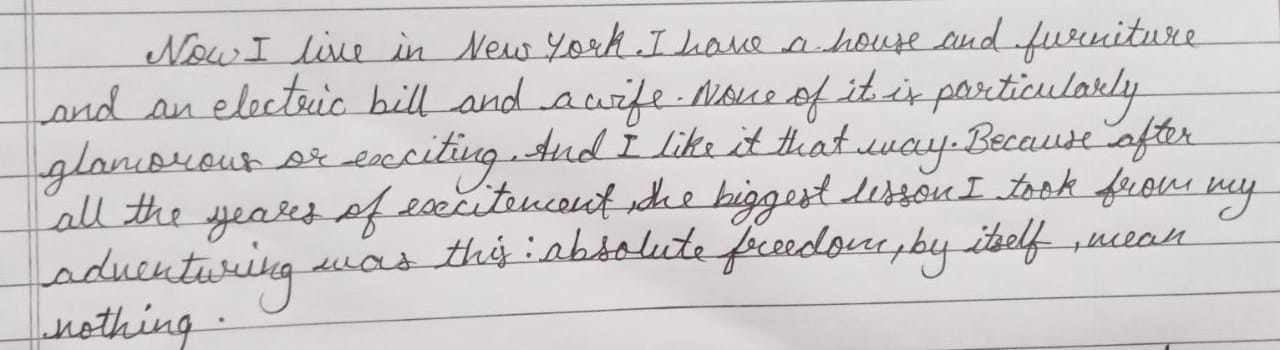 Now I live in New York. I have a house and furniture
and an electric bill and a wife. None of it is particularly
glamorous or exciting. And I like it that way. Because after
all the years of excitement, the biggest lesson I took from my
adventuring was this: absolute freedom, by itself, mean
nothing.